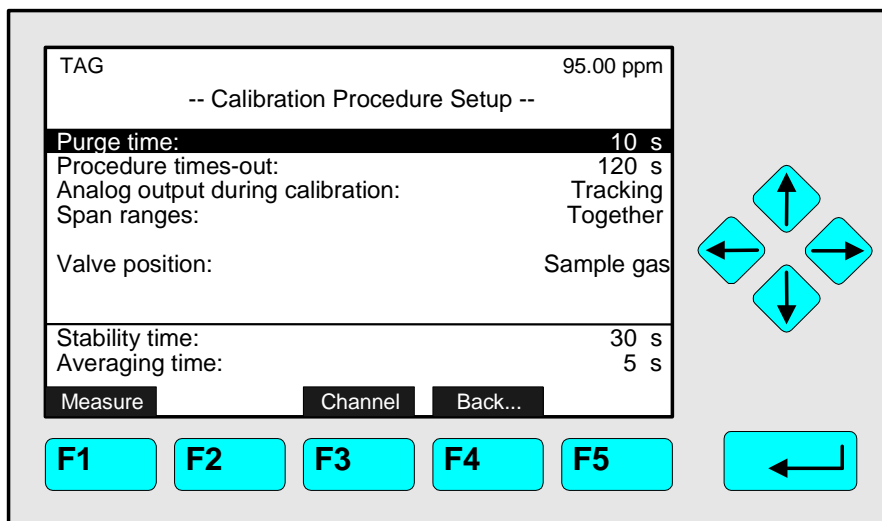 TAG 95.00 ppm
-- Calibration Procedure Setup --
Purge time: 10 s
Procedure times-out: 120 s
Analog output during calibration: Tracking
Span ranges: Together
Valve position: Sample gas
Stability time: 30 s
Averaging time: 5 s
Measure Channel Back...
F1 F2 F3 F4 F5